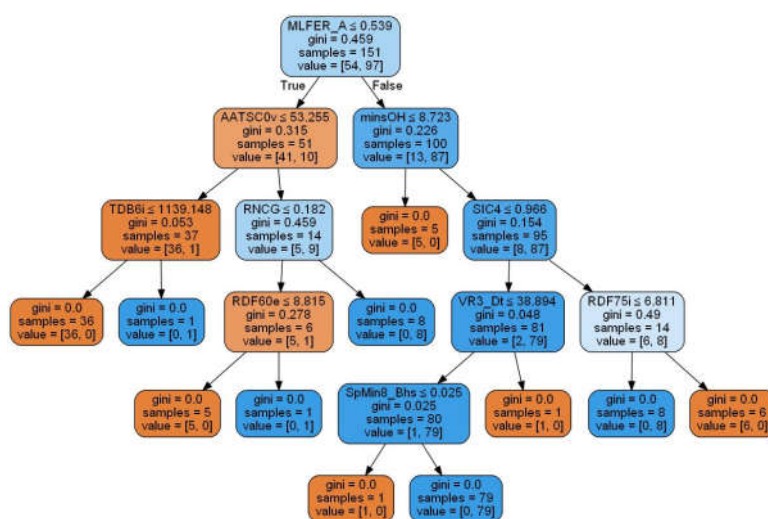 MLFER_A ≤ 0.539
gini = 0.459
samples = 151
value = [54, 97]
True
False
AATSC0v ≤ 53.255
gini = 0.315
samples = 51
value = [41, 10]
minsOH ≤ 8.723
gini = 0.226
samples = 100
value = [13, 87]
TDB6i ≤ 1139.148
gini = 0.053
samples = 37
value = [36, 1]
RNCG ≤ 0.182
gini = 0.459
samples = 14
value = [5, 9]
gini = 0.0
samples = 5
value = [5, 0]
SIC4 ≤ 0.966
gini = 0.154
samples = 95
value = [8, 87]
gini = 0.0
samples = 36
value = [36, 0]
gini = 0.0
samples = 1
value = [0, 1]
RDF60e ≤ 8.815
gini = 0.278
samples = 6
value = [5, 1]
gini = 0.0
samples = 8
value = [0, 8]
VR3_Dt ≤ 38.894
gini = 0.048
samples = 81
value = [2, 79]
RDF75i ≤ 6.811
gini = 0.49
samples = 14
value = [6, 8]
gini = 0.0
samples = 5
value = [5, 0]
gini = 0.0
samples = 1
value = [0, 1]
SpMin8_Bhs ≤ 0.025
gini = 0.025
samples = 80
value = [1, 79]
gini = 0.0
samples = 1
value = [1, 0]
gini = 0.0
samples = 8
value = [0, 8]
gini = 0.0
samples = 6
value = [6, 0]
gini = 0.0
samples = 1
value = [1, 0]
gini = 0.0
samples = 79
value = [0, 79]